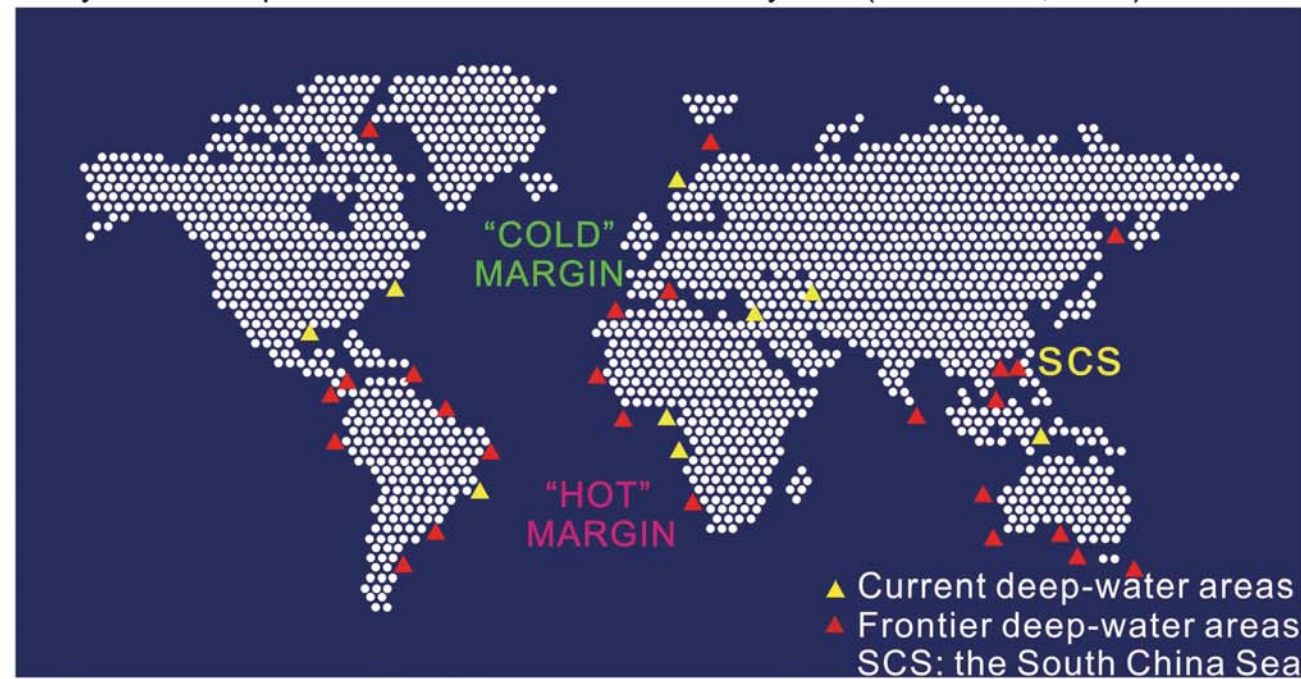 “COLD”
MARGIN
SCS
“HOT”
MARGIN
Current deep-water areas
Frontier deep-water areas
SCS: the South China Sea